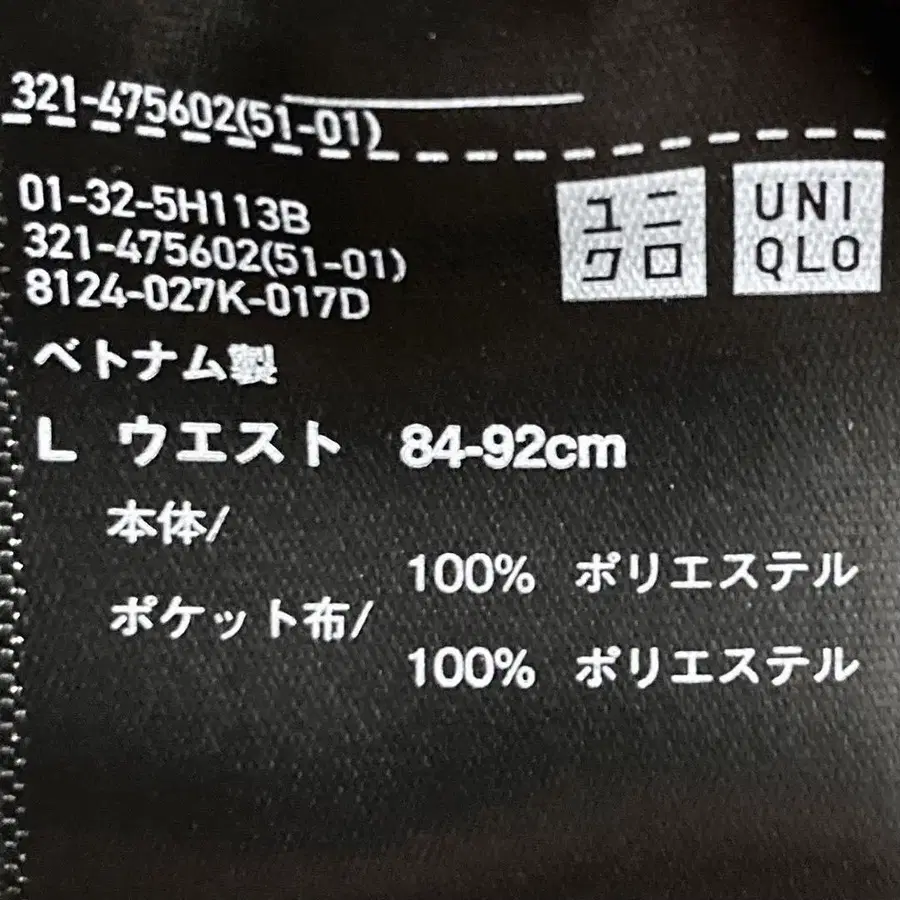 321-475602(51-01)
01-32-5H113B
321-475602(51-01)
8124-027K-017D
ユニ
クロ
UNI
QLO
ベトナム製
L ウエスト 84-92cm
本体/
100% ポリエステル
ポケット布/
100% ポリエステル